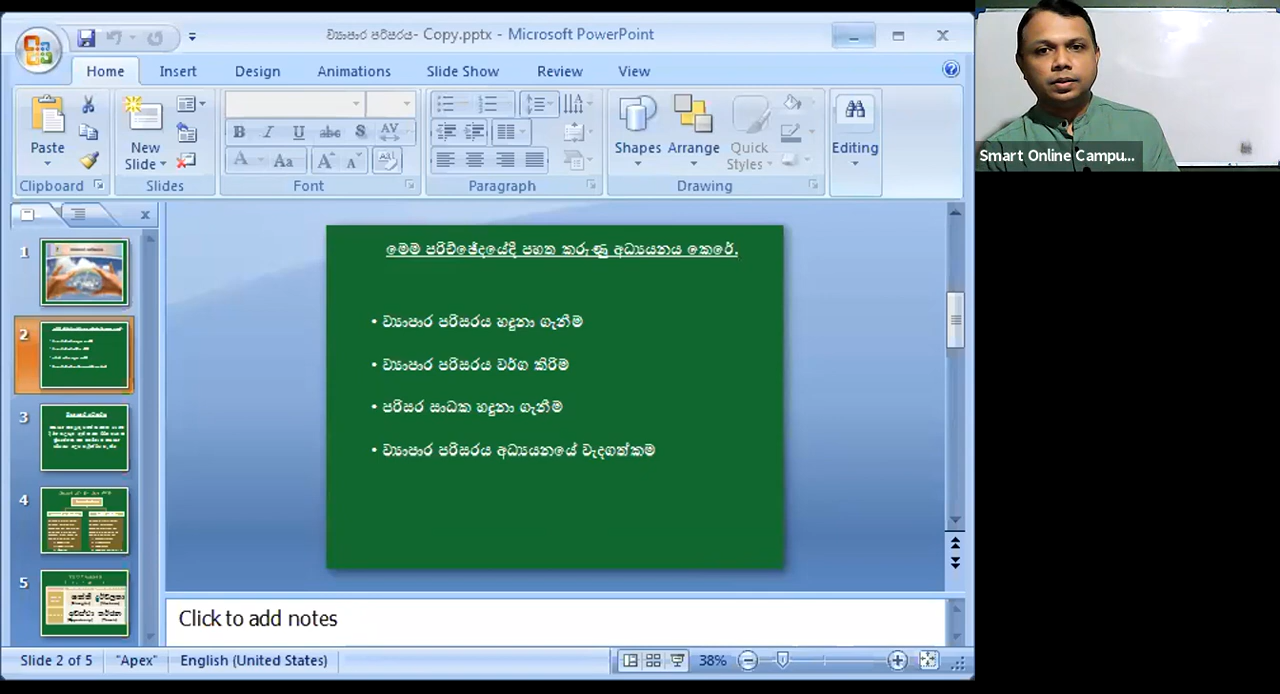 ව්‍යාපාර පරිසරය- Copy.pptx - Microsoft PowerPoint
Home Insert Design Animations Slide Show Review View
Paste
New Slide
Shapes Arrange Quick Styles
Editing
Clipboard Slides Font Paragraph Drawing
Smart Online Campu...
1
2
3
4
5
මෙම පරිච්ඡේදයේදී පහත කරුණු අධ්‍යයනය කෙරේ.
• ව්‍යාපාර පරිසරය හඳුනා ගැනීම
• ව්‍යාපාර පරිසරය වර්ග කිරීම
• පරිසර සාධක හඳුනා ගැනීම
• ව්‍යාපාර පරිසරය අධ්‍යයනයේ වැදගත්කම
Click to add notes
Slide 2 of 5 "Apex" English (United States) 38%